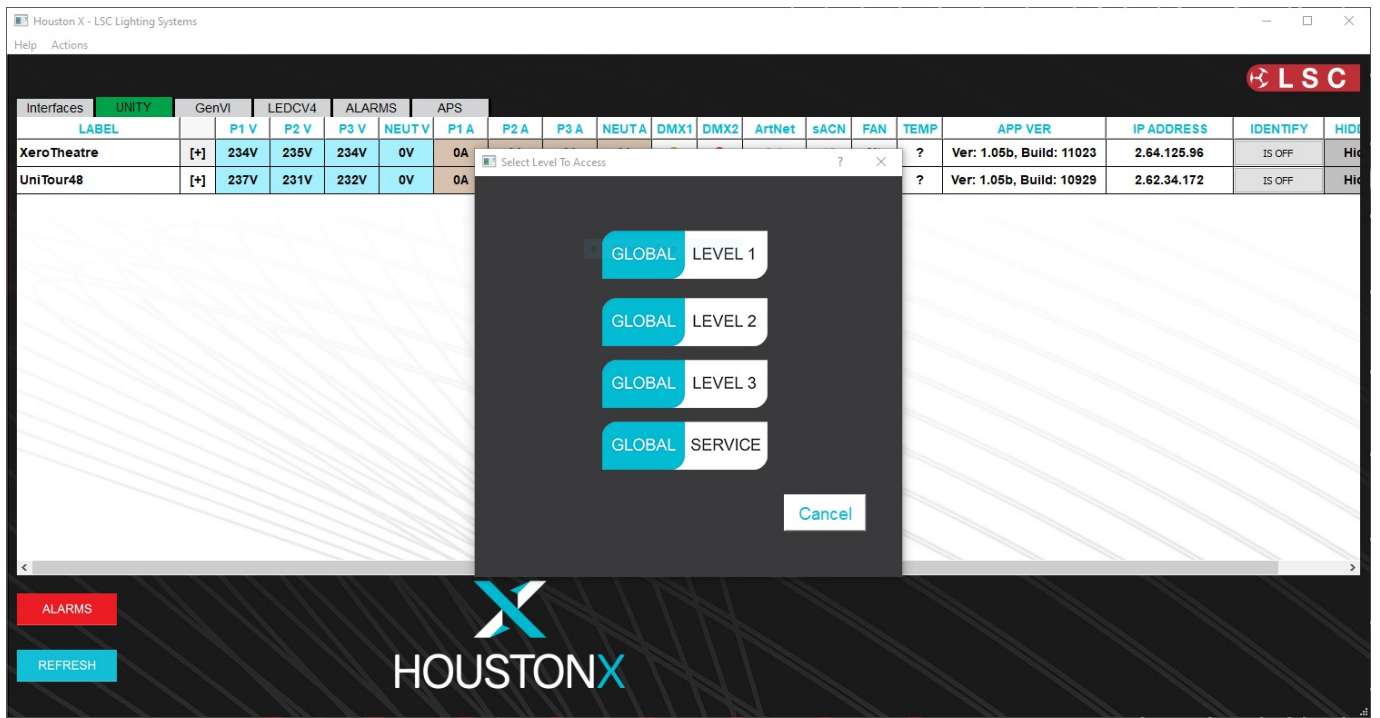 Houston X - LSC Lighting Systems
Help Actions
LSC
Interfaces UNITY GenVI LEDCV4 ALARMS APS
LABEL P1 V P2 V P3 V NEUT V P1 A P2 A P3 A NEUT A DMX1 DMX2 ArtNet sACN FAN TEMP APP VER IP ADDRESS IDENTIFY
XeroTheatre [+] 234V 235V 234V 0V 0A ? Ver: 1.05b, Build: 11023 2.64.125.96 IS OFF
UniTour48 [+] 237V 231V 232V 0V 0A ? Ver: 1.05b, Build: 10929 2.62.34.172 IS OFF
Select Level To Access ?
GLOBAL LEVEL 1
GLOBAL LEVEL 2
GLOBAL LEVEL 3
GLOBAL SERVICE
Cancel
ALARMS
REFRESH
HOUSTONX